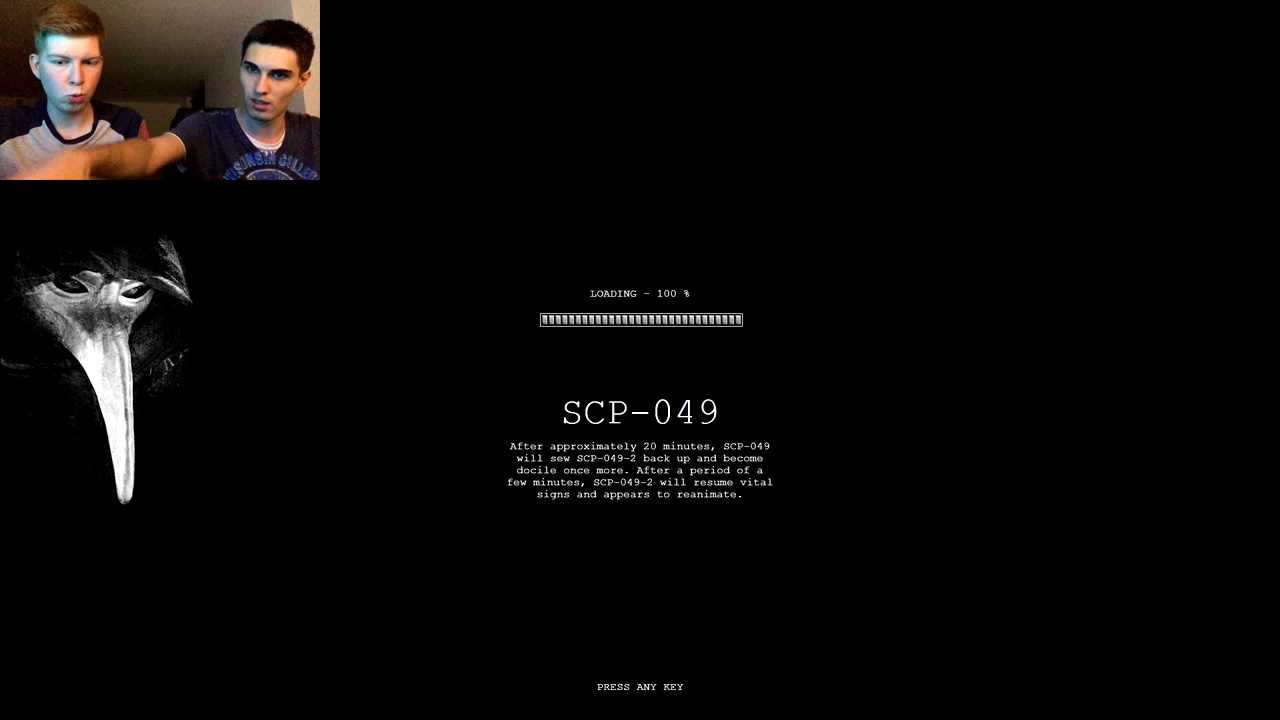 WISCONSIN COLLEGE
LOADING - 100 %
SCP-049
After approximately 20 minutes, SCP-049
will sew SCP-049-2 back up and become
docile once more. After a period of a
few minutes, SCP-049-2 will resume vital
signs and appears to reanimate.
PRESS ANY KEY